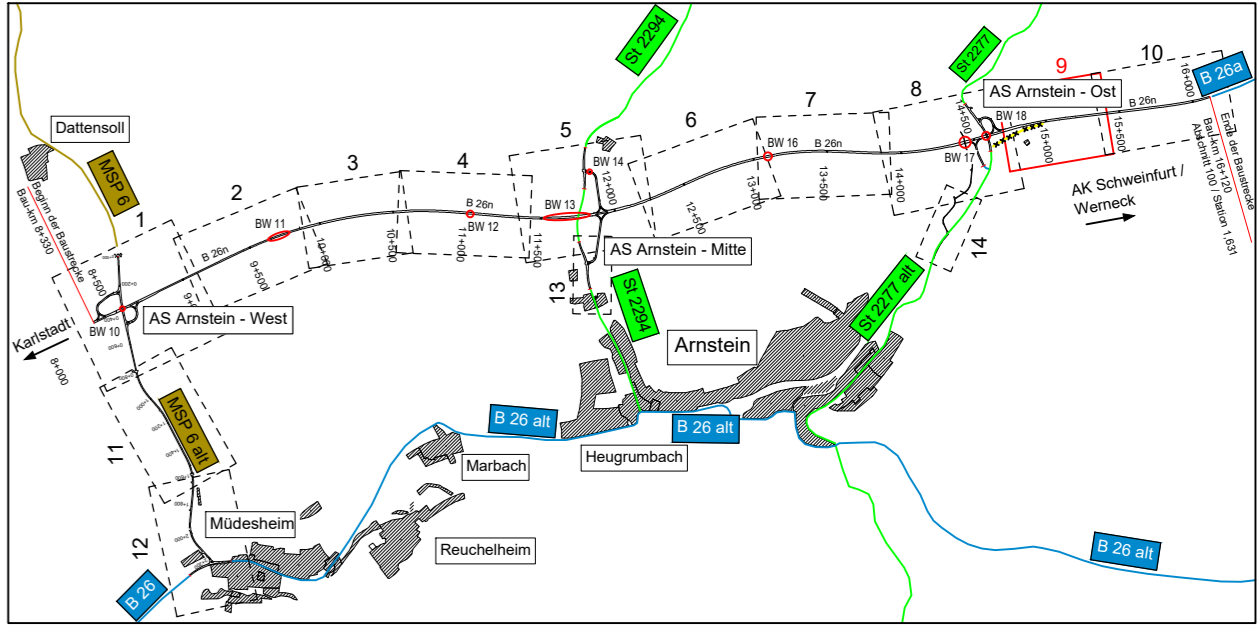 Dattensoll
MSP 6
Beginn der Baustrecke
Bau-km 8+330
1
2
3
4
5
6
7
8
9
10
11
12
13
14
St 2294
St 2277
B 26a
AS Arnstein - Ost
BW 18
BW 17
BW 16
BW 14
BW 13
BW 12
BW 11
BW 10
B 26n
B 26n
B 26n
B 26n
8+000
8+500
9+500
10+000
10+500
11+000
11+500
12+000
12+500
13+000
13+500
14+000
14+500
15+000
15+500
16+000
Ende der Baustrecke
Bau-km 16+120
Abschnitt 100 / Station 1,631
AK Schweinfurt /
Werneck
AS Arnstein - Mitte
AS Arnstein - West
Karlstadt
MSP 6 alt
St 2294
St 2277 alt
Arnstein
B 26 alt
B 26 alt
B 26 alt
Heugrumbach
Marbach
Reuchelheim
Müdesheim
B 26